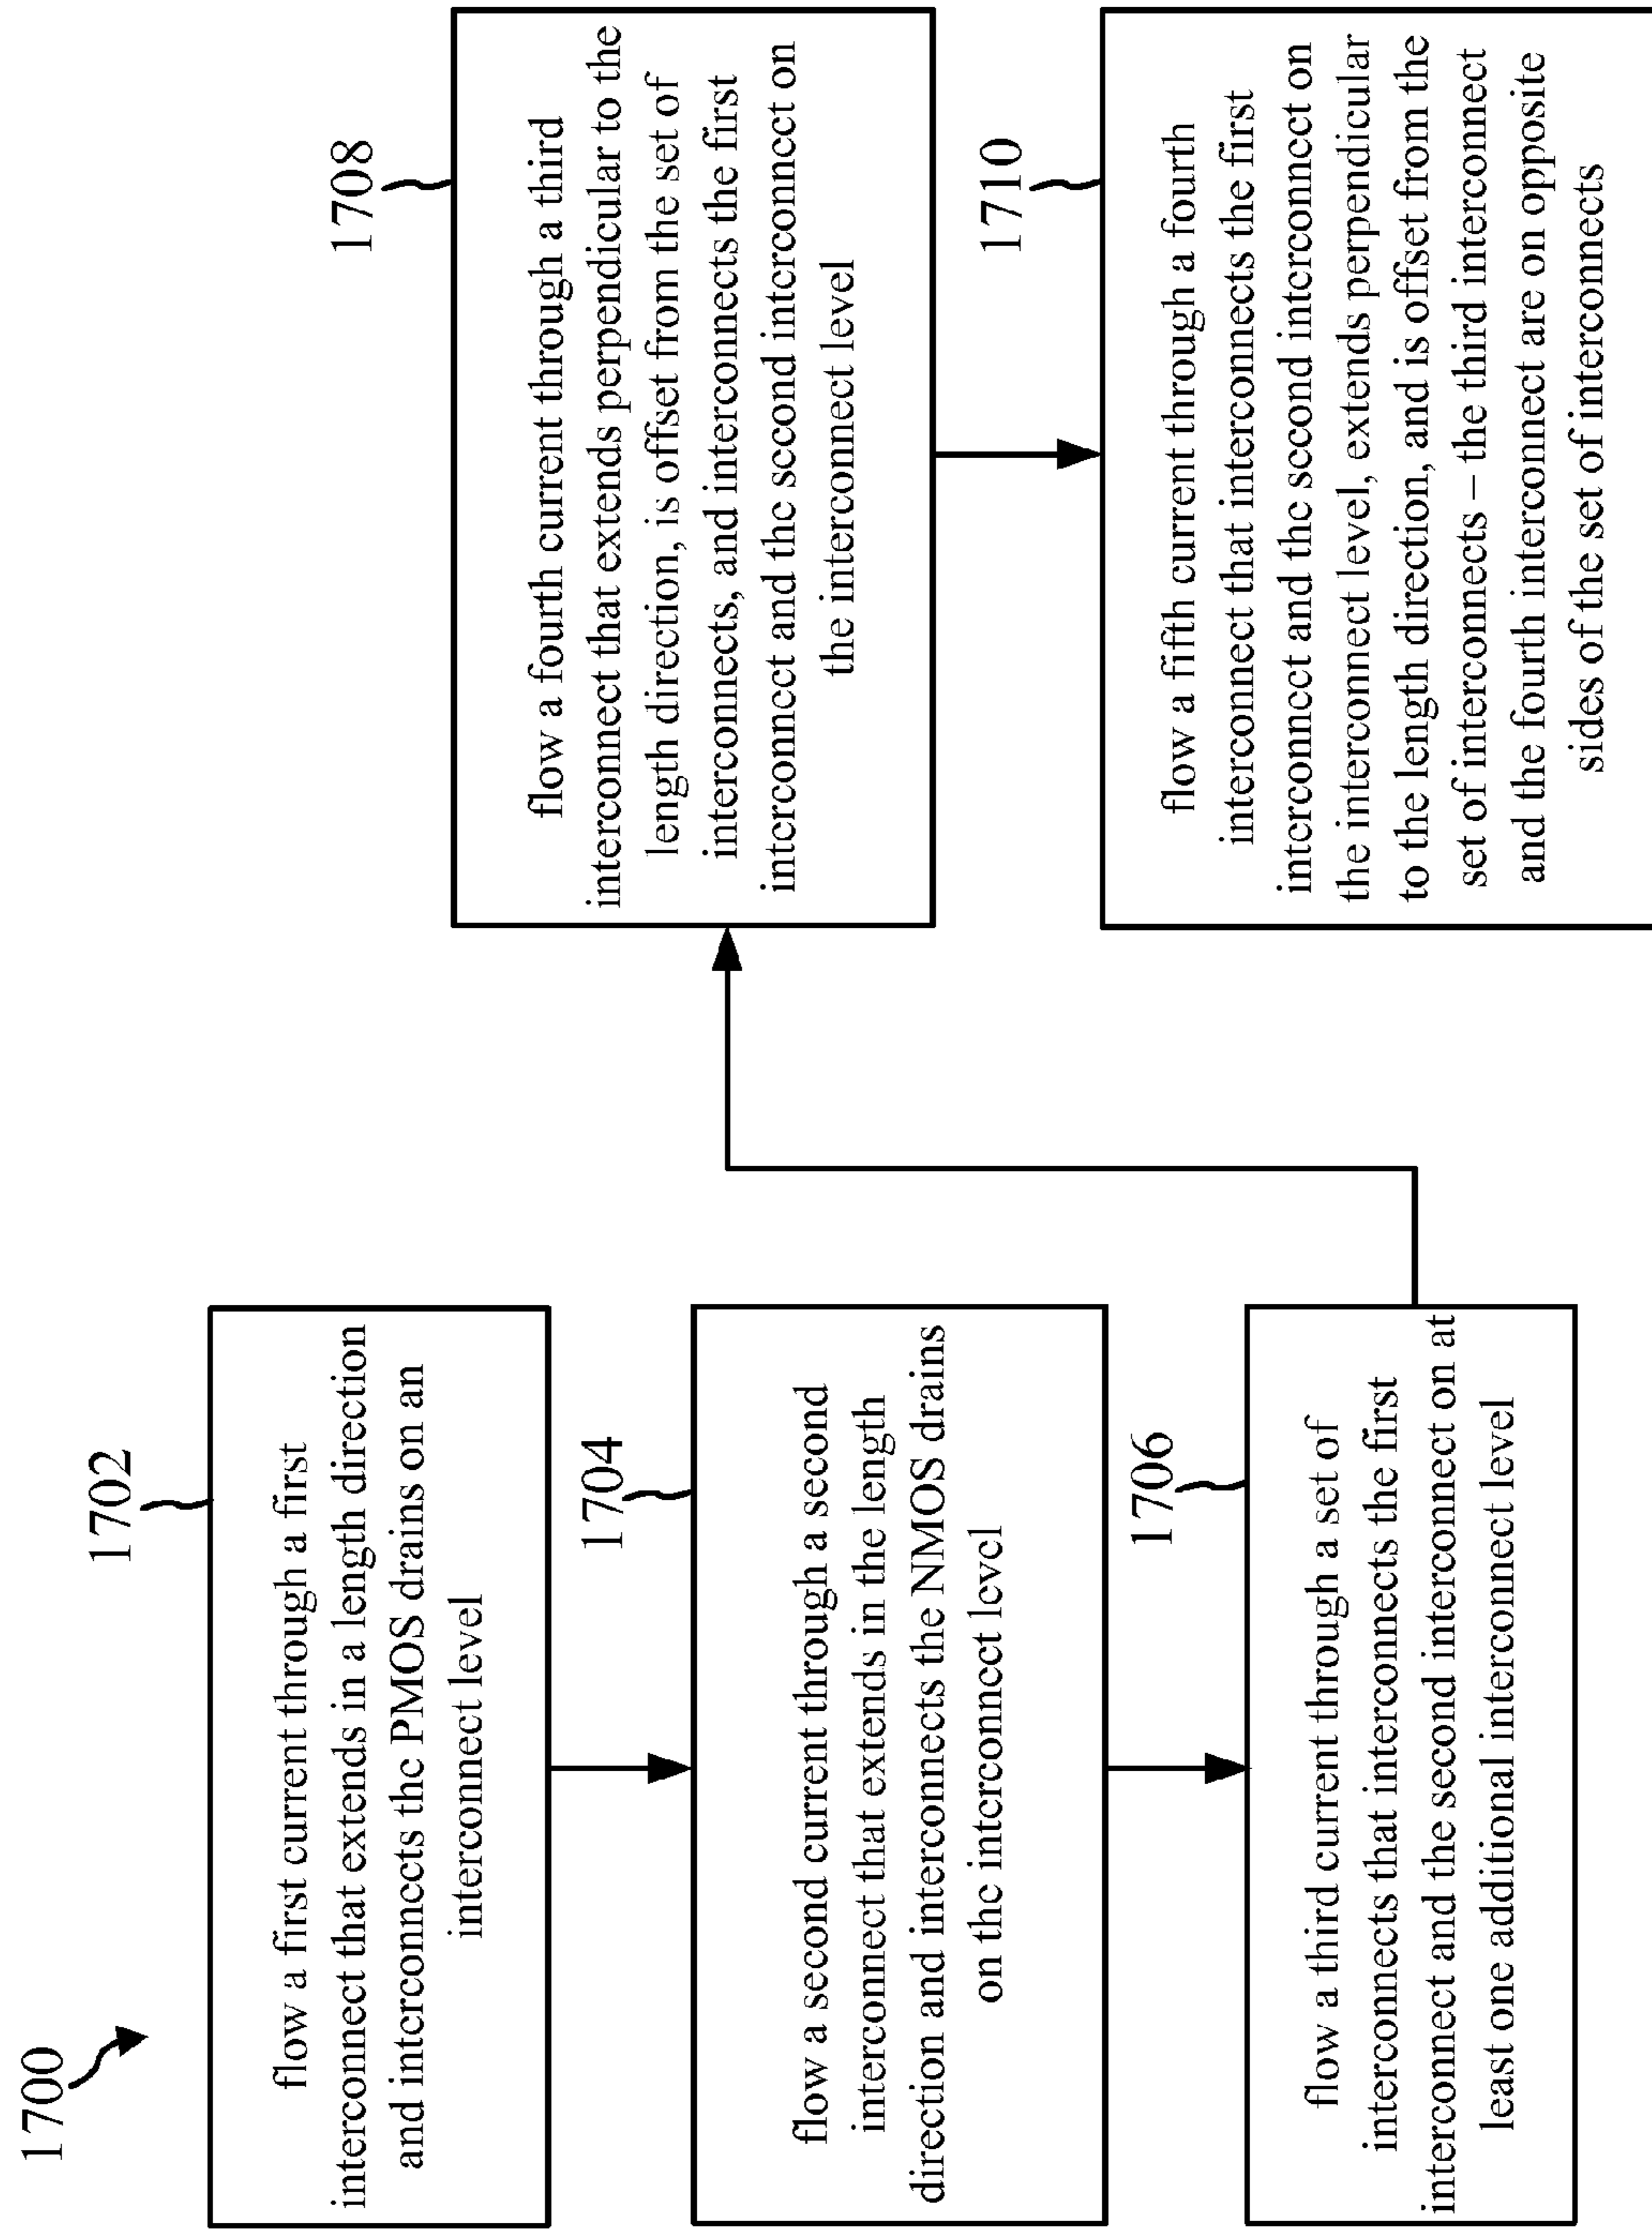 1700
1702
flow a first current through a first
interconnect that extends in a length direction
and interconnects the PMOS drains on an
interconnect level
1704
flow a second current through a second
interconnect that extends in the length
direction and interconnects the NMOS drains
on the interconnect level
1706
flow a third current through a set of
interconnects that interconnects the first
interconnect and the second interconnect on at
least one additional interconnect level
1708
flow a fourth current through a third
interconnect that extends perpendicular to the
length direction, is offset from the set of
interconnects, and interconnects the first
interconnect and the second interconnect on
the interconnect level
1710
flow a fifth current through a fourth
interconnect that interconnects the first
interconnect and the second interconnect on
the interconnect level, extends perpendicular
to the length direction, and is offset from the
set of interconnects – the third interconnect
and the fourth interconnect are on opposite
sides of the set of interconnects